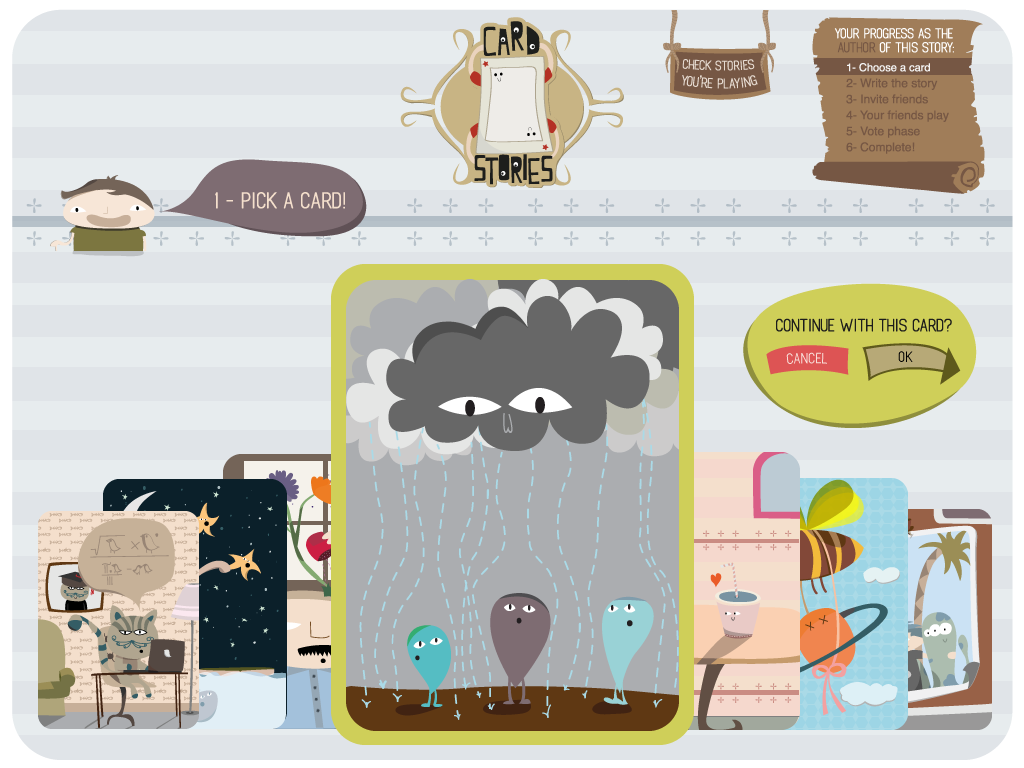 CARD
STORIES
CHECK STORIES
YOU'RE PLAYING
YOUR PROGRESS AS THE
AUTHOR OF THIS STORY:
1- Choose a card
2- Write the story
3- Invite friends
4- Your friends play
5- Vote phase
6- Complete!
1 - PICK A CARD!
CONTINUE WITH THIS CARD?
CANCEL
OK